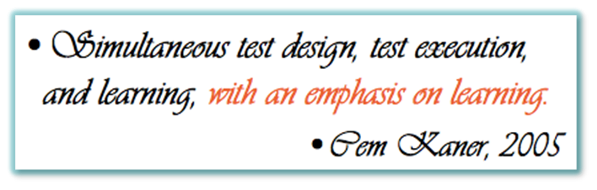 • Simultaneous test design, test execution,
and learning, with an emphasis on learning.
• Cem Kaner, 2005